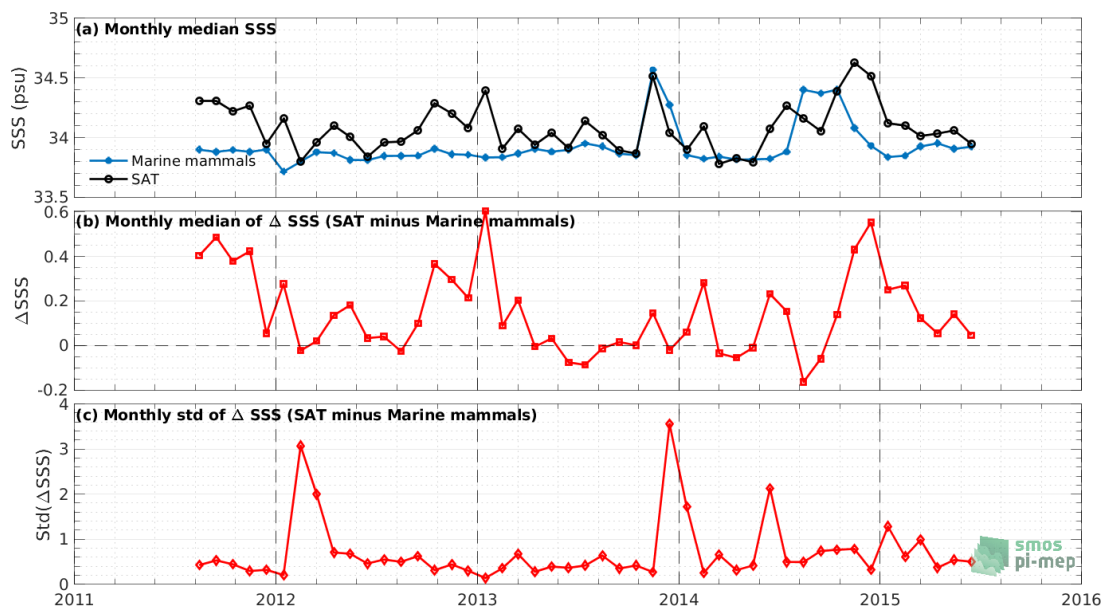 (a) Monthly median SSS
35
34.5
34
33.5
SSS (psu)
Marine mammals
SAT
(b) Monthly median of Δ SSS (SAT minus Marine mammals)
0.6
0.4
0.2
0
-0.2
ΔSSS
(c) Monthly std of Δ SSS (SAT minus Marine mammals)
4
3
2
1
0
Std( ΔSSS)
smos
pi-mep
2011 2012 2013 2014 2015 2016